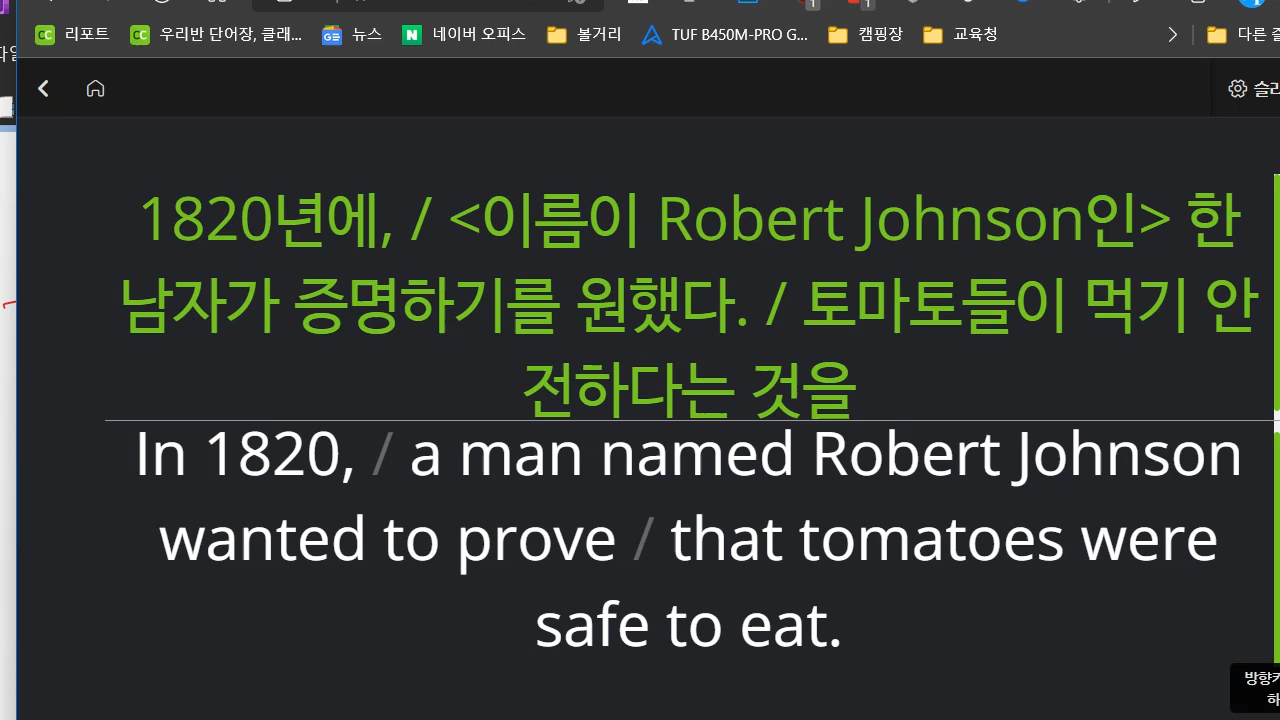 리포트 우리반 단어장, 클래... 뉴스 네이버 오피스 볼거리 TUF B450M-PRO G... 캠핑장 교육청 다른
1820년에, / <이름이 Robert Johnson인> 한
남자가 증명하기를 원했다. / 토마토들이 먹기 안
전하다는 것을
In 1820, / a man named Robert Johnson
wanted to prove / that tomatoes were
safe to eat.